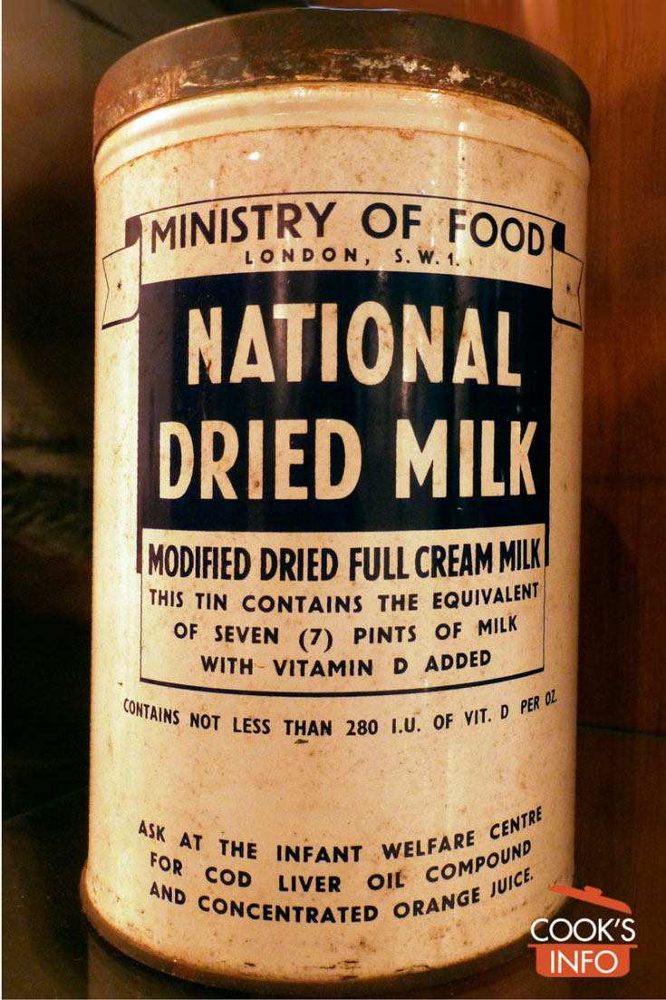 MINISTRY OF FOOD
LONDON, S.W.1.
NATIONAL
DRIED MILK
MODIFIED DRIED FULL CREAM MILK
THIS TIN CONTAINS THE EQUIVALENT
OF SEVEN (7) PINTS OF MILK
WITH VITAMIN D ADDED
CONTAINS NOT LESS THAN 280 I.U. OF VIT. D PER OZ.
ASK AT THE INFANT WELFARE CENTRE
FOR COD LIVER OIL COMPOUND
AND CONCENTRATED ORANGE JUICE.
COOK'S
INFO